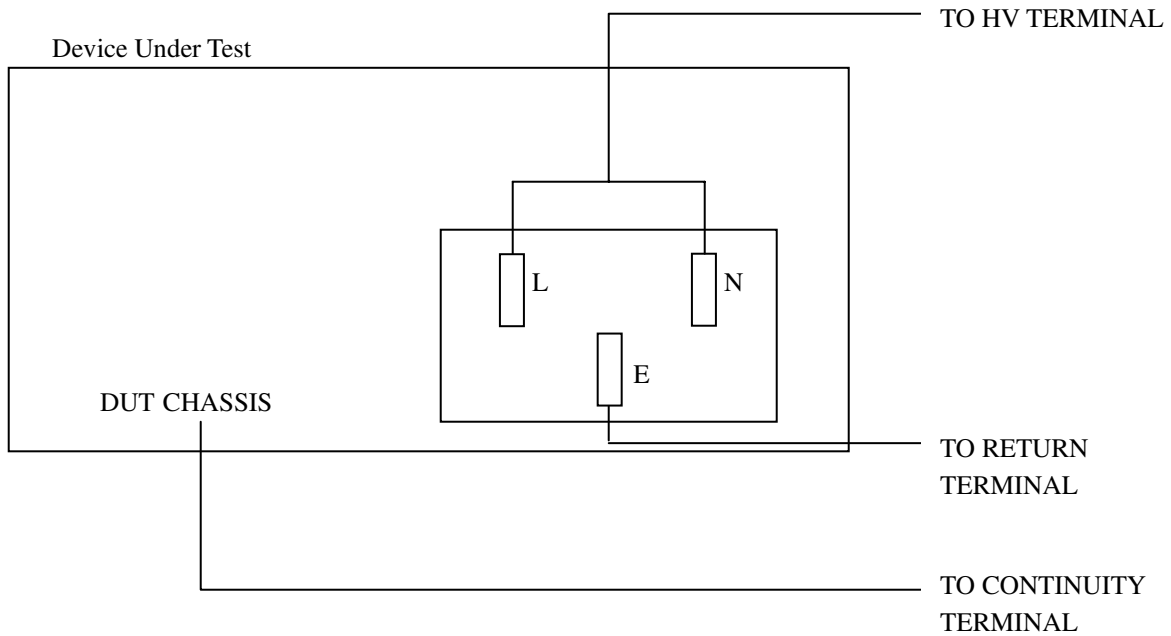 TO HV TERMINAL
Device Under Test
L
N
E
DUT CHASSIS
TO RETURN
TERMINAL
TO CONTINUITY
TERMINAL